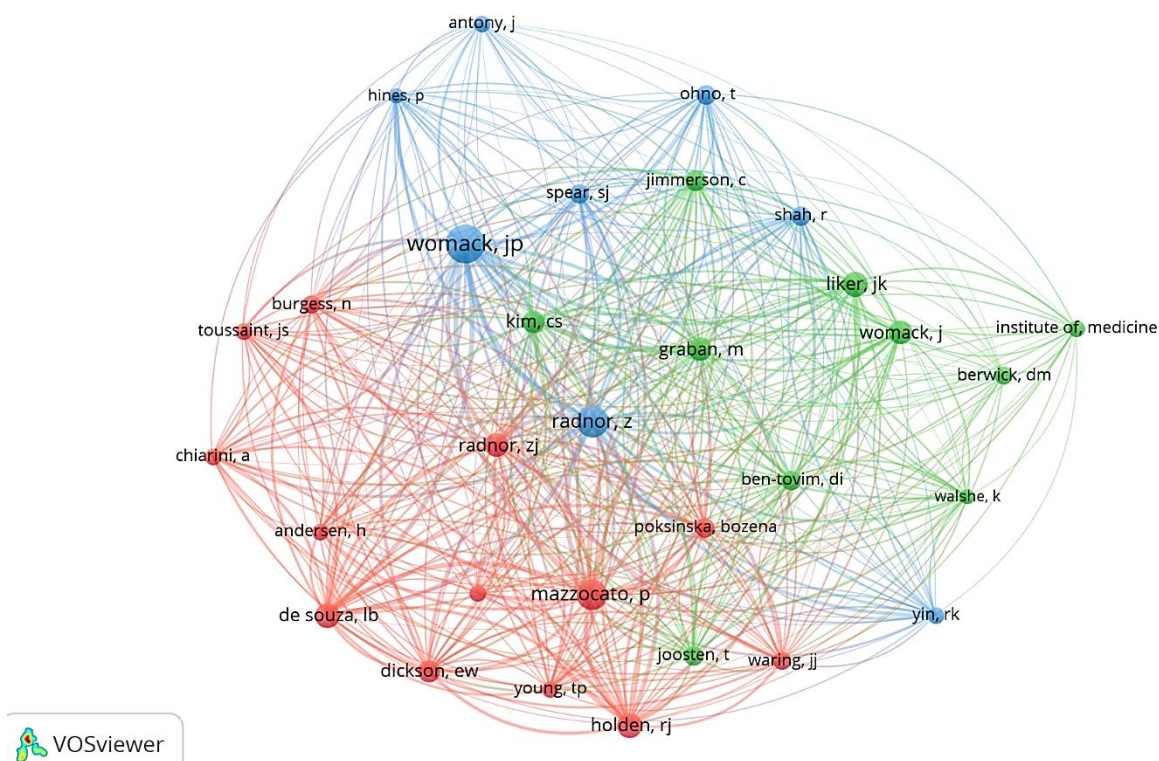 antony, j
hines, p
ohno, t
jimmerson, c
spear, sj
shah, r
womack, jp
liker, jk
burgess, n
kim, cs
toussaint, js
womack, j
institute of, medicine
graban, m
berwick, dm
radnor, z
radnor, zj
chiarini, a
ben-tovim, di
walshe, k
poksinska, bozena
andersen, h
mazzocato, p
de souza, lb
yin, rk
joosten, t
waring, jj
dickson, ew
young, tp
holden, rj
VOSviewer